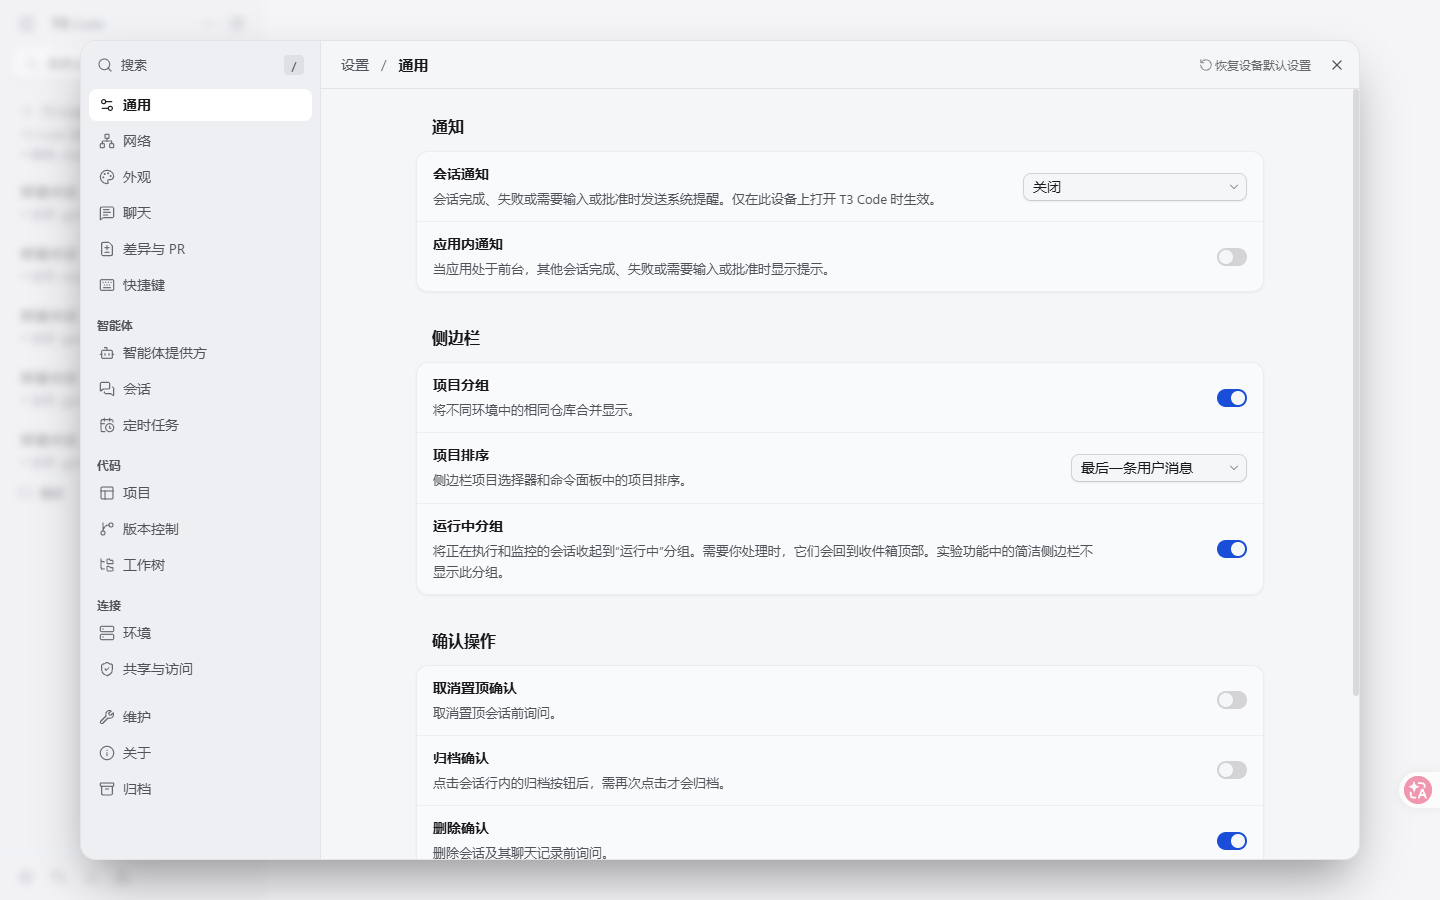 搜索
/
通用
网络
外观
聊天
差异与 PR
快捷键
智能体
智能体提供方
会话
定时任务
代码
项目
版本控制
工作树
连接
环境
共享与访问
维护
关于
归档
设置 / 通用
恢复设备默认设置
通知
会话通知
会话完成、失败或需要输入或批准时发送系统提醒。仅在此设备上打开 T3 Code 时生效。
关闭
应用内通知
当应用处于前台，其他会话完成、失败或需要输入或批准时显示提示。
侧边栏
项目分组
将不同环境中的相同仓库合并显示。
项目排序
侧边栏项目选择器和命令面板中的项目排序。
最后一条用户消息
运行中分组
将正在执行和监控的会话收起到“运行中”分组。需要你处理时，它们会回到收件箱顶部。实验功能中的简洁侧边栏不
显示此分组。
确认操作
取消置顶确认
取消置顶会话前询问。
归档确认
点击会话行内的归档按钮后，需再次点击才会归档。
删除确认
删除会话及其聊天记录前询问。